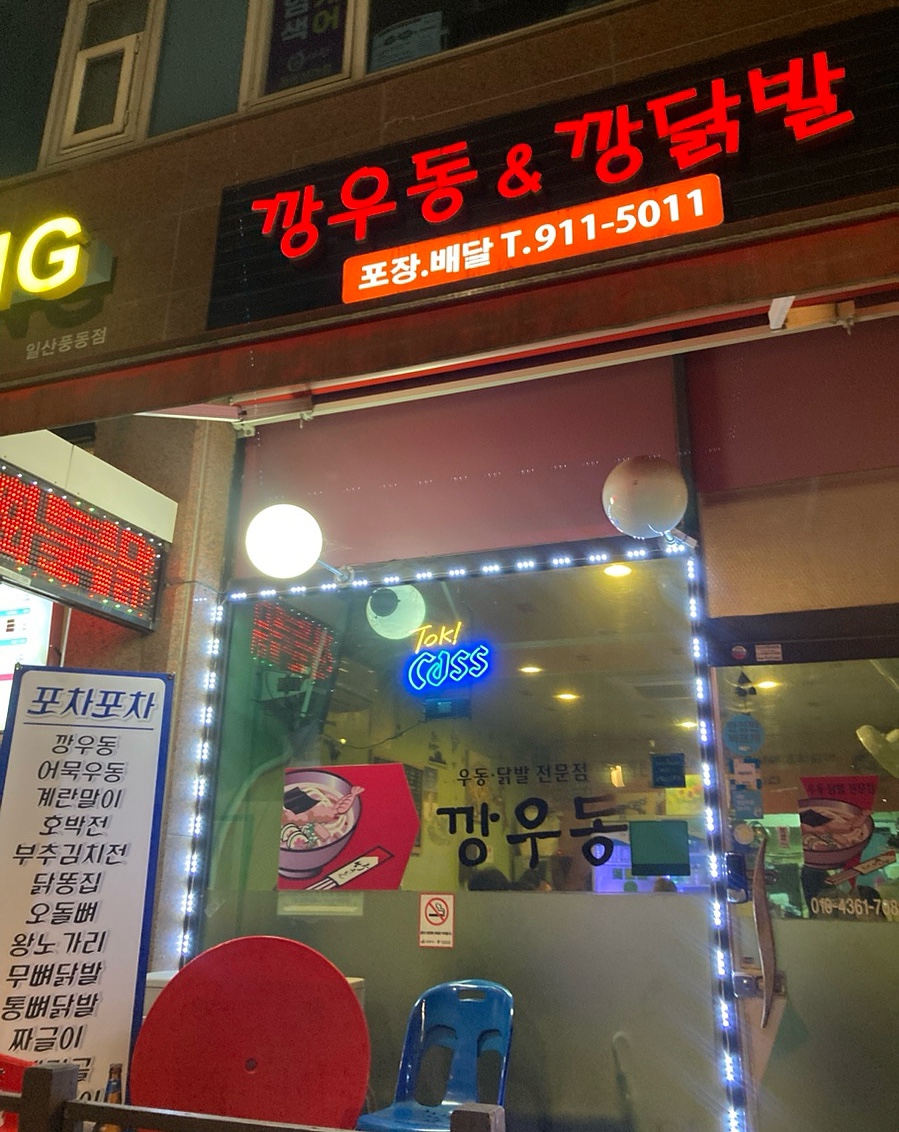 깡우동 & 깡닭발
포장.배달 T.911-5011
NG
일산풍동점
Tok!
Cass
우동·닭발 전문점
깡우동
포차포차
깡우동
어묵우동
계란말이
호박전
부추김치전
닭똥집
오돌뼈
왕노가리
무뼈닭발
통뼈닭발
짜글이